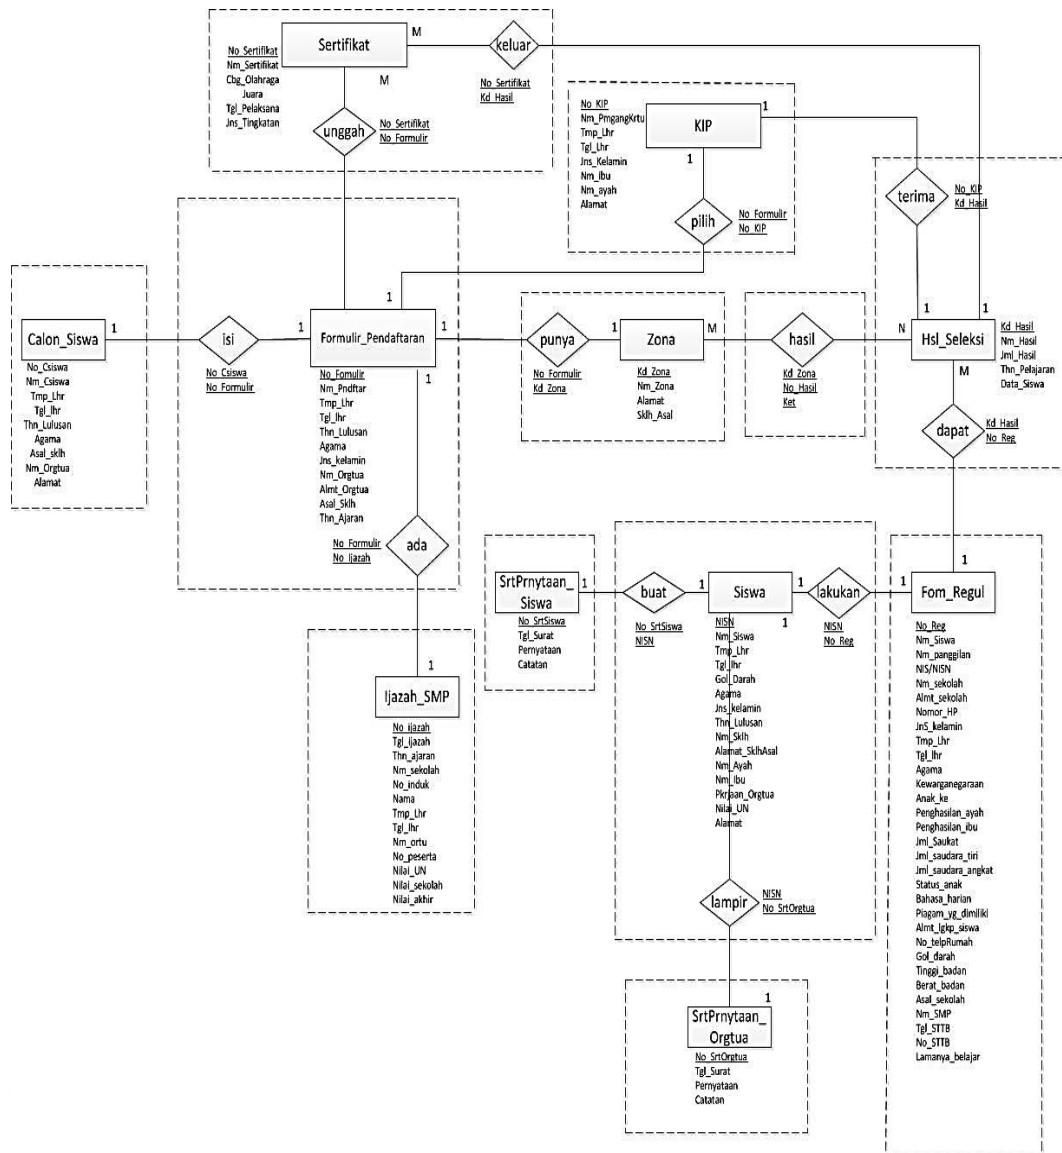 Sertifikat
M
No_Sertifikat
Nm_Sertifikat
Cbg_Olahraga
Juara
Tgl_Pelaksana
Jns_Tingkatan
M
keluar
No_Sertifikat
Kd_Hasil
unggah
No_Sertifikat
No_Formulir
No_KIP
Nm_PmgangKrtu
Tmp_Lhr
Tgl_Lhr
Jns_Kelamin
Nm_Ibu
Nm_ayah
Alamat
KIP
1
1
pilih
No_Formulir
No_KIP
terima
No_KIP
Kd_Hasil
Calon_Siswa
1
No_Csiswa
Nm_Csiswa
Tmp_Lhr
Tgl_lhr
Thn_Lulusan
Agama
Asal_sklh
Nm_Orgtua
Alamat
isi
No_Csiswa
No_Formulir
1
1
Formulir_Pendaftaran
1
1
No_Fomulir
Nm_Pndftar
Tmp_Lhr
Tgl_lhr
Thn_Lulusan
Agama
Jns_kelamin
Nm_Orgtua
Almt_Orgtua
Asal_Sklh
Thn_Ajaran
punya
No_Formulir
Kd_Zona
1
Zona
M
Kd_Zona
Nm_Zona
Alamat
Sklh_Asal
hasil
Kd_Zona
No_Hasil
Ket
N
1
1
Hsl_Seleksi
M
Kd_Hasil
Nm_Hasil
Jml_Hasil
Thn_Pelajaran
Data_Siswa
dapat
Kd_Hasil
No_Reg
ada
No_Formulir
No_Ijazah
1
Ijazah_SMP
No_ijazah
Tgl_ijazah
Thn_ajaran
Nm_sekolah
No_induk
Nama
Tmp_Lhr
Tgl_lhr
Nm_ortu
No_peserta
Nilai_UN
Nilai_sekolah
Nilai_akhir
SrtPrnytaan_
Siswa
1
No_SrtSiswa
Tgl_Surat
Pernyataan
Catatan
buat
No_SrtSiswa
NISN
1
Siswa
1
1
NISN
Nm_Siswa
Tmp_Lhr
Tgl_lhr
Gol_Darah
Agama
Jns_kelamin
Thn_Lulusan
Nm_Sklh
Alamat_SklhAsal
Nm_Ayah
Nm_Ibu
Pkrjaan_Orgtua
Nilai_UN
Alamat
lakukan
NISN
No_Reg
1
1
Fom_Regul
No_Reg
Nm_Siswa
Nm_panggilan
NIS/NISN
Nm_sekolah
Almt_sekolah
Nomor_HP
JnS_kelamin
Tmp_Lhr
Tgl_lhr
Agama
Kewarganegaraan
Anak_ke
Penghasilan_ayah
Penghasilan_ibu
Jml_Saukat
Jml_saudara_tiri
Jml_saudara_angkat
Status_anak
Bahasa_harian
Piagam_yg_dimiliki
Almt_lgkp_siswa
No_telpRumah
Gol_darah
Tinggi_badan
Berat_badan
Asal_sekolah
Nm_SMP
Tgl_STTB
No_STTB
Lamanya_belajar
lampir
NISN
No_SrtOrgtua
1
SrtPrnytaan_
Orgtua
No_SrtOrgtua
Tgl_Surat
Pernyataan
Catatan